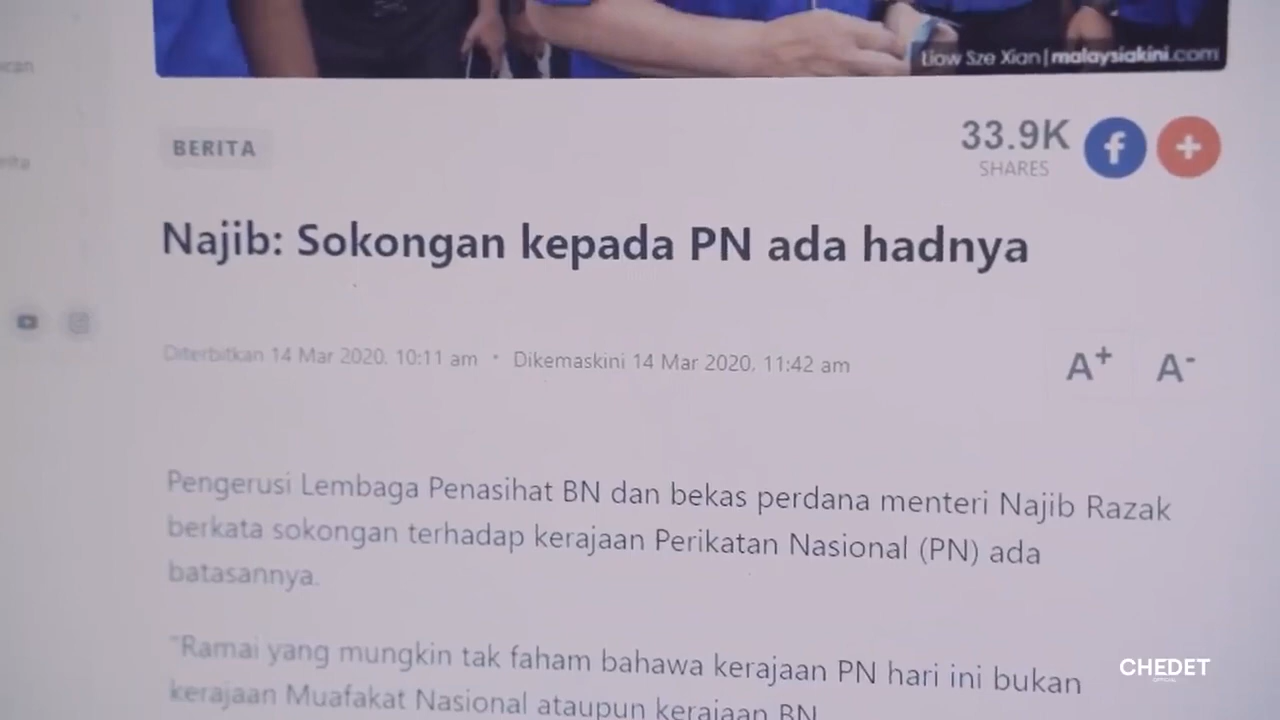 Liow Sze Xian | malaysiakini.com
BERITA
33.9K
SHARES
Najib: Sokongan kepada PN ada hadnya
Diterbitkan 14 Mar 2020, 10:11 am • Dikemaskini 14 Mar 2020, 11:42 am
A+ A-
Pengerusi Lembaga Penasihat BN dan bekas perdana menteri Najib Razak
berkata sokongan terhadap kerajaan Perikatan Nasional (PN) ada
batasannya.
"Ramai yang mungkin tak faham bahawa kerajaan PN hari ini bukan
kerajaan Muafakat Nasional ataupun kerajaan BN
CHEDET